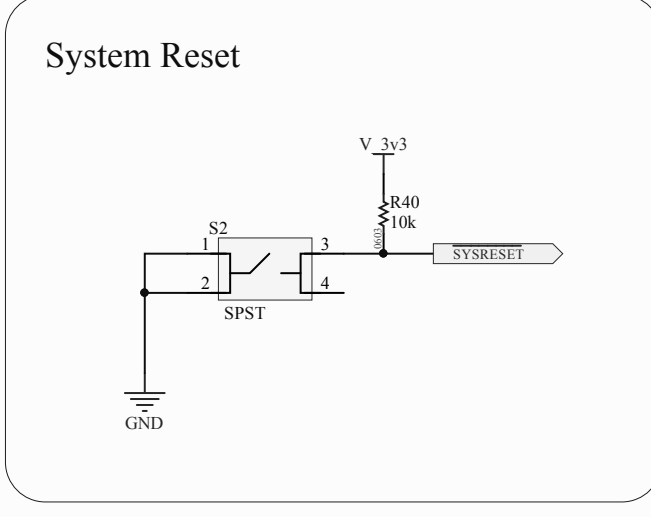 System Reset
V_3v3
R40
10k
0603
S2
1
3
SYSRESET
2
4
SPST
GND